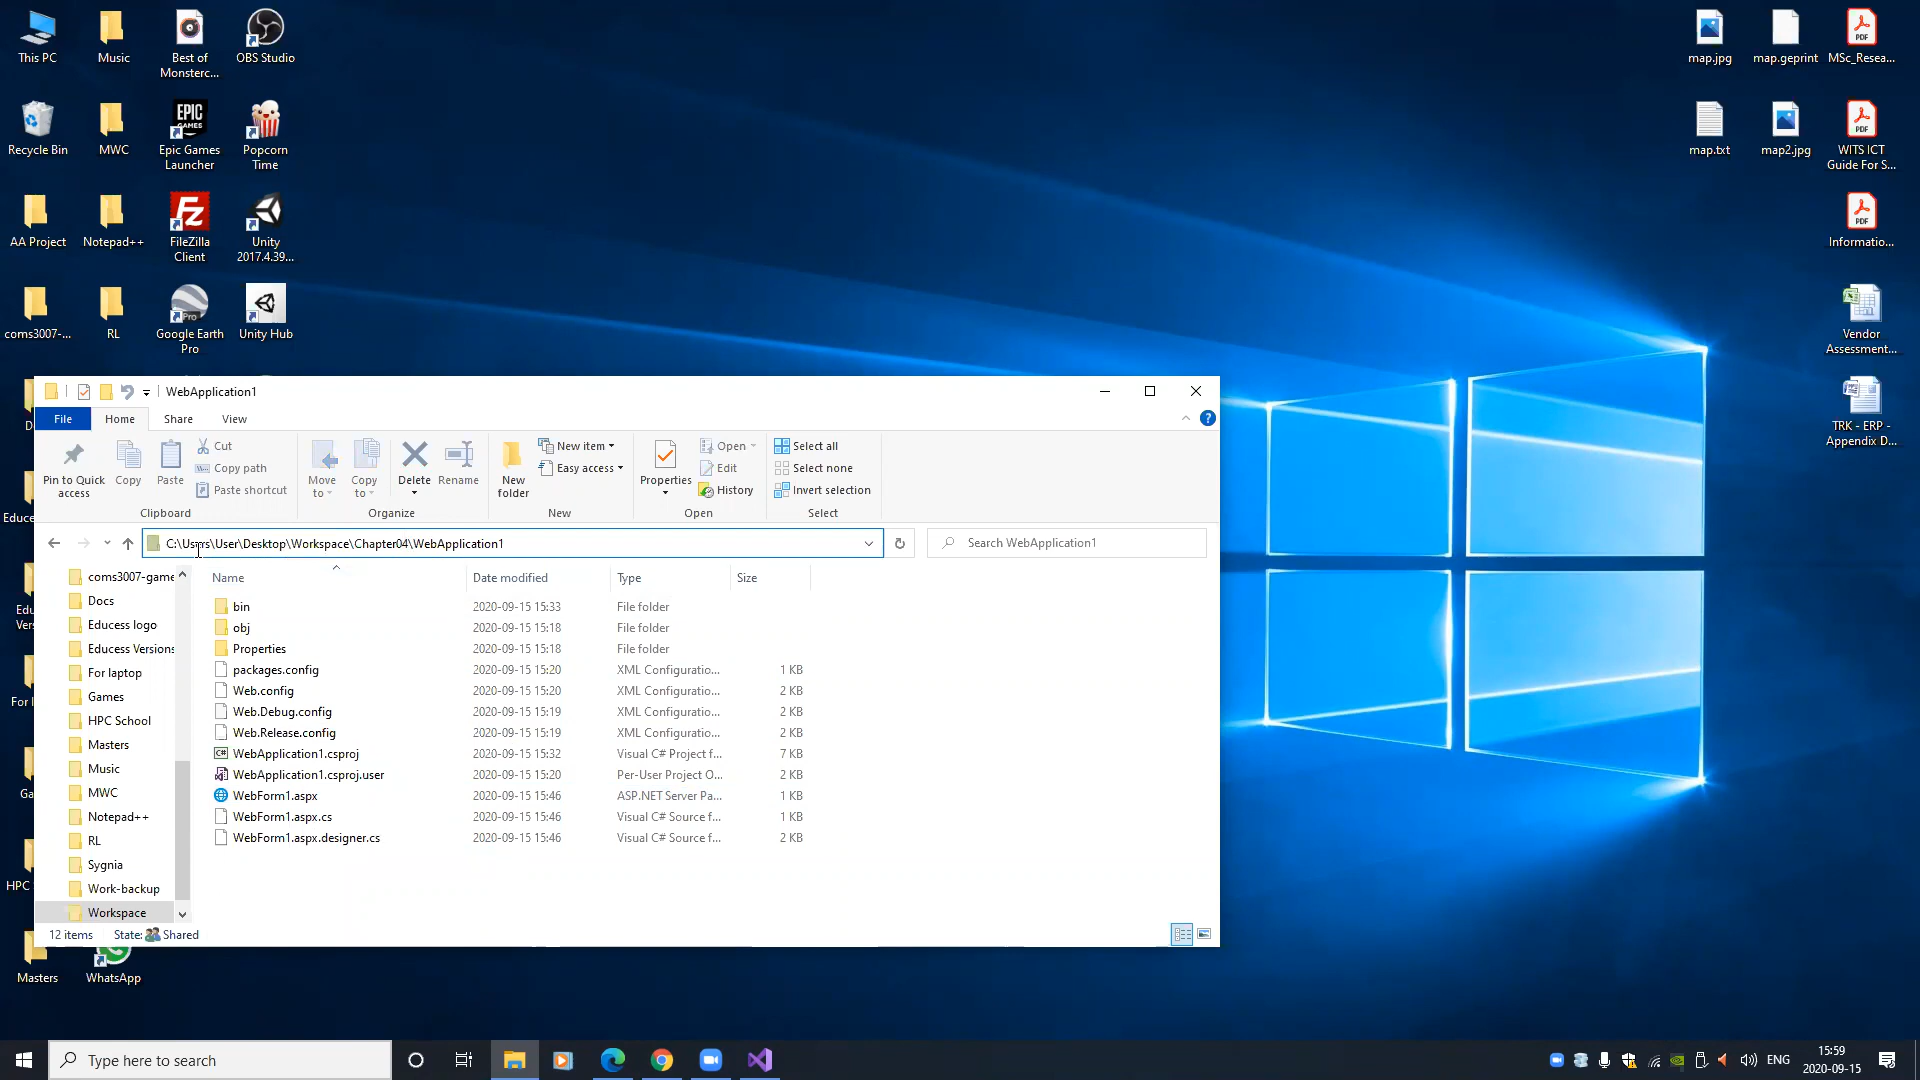 This PC
Music
Best of
Monsterc...
OBS Studio
Recycle Bin
MWC
EPIC
GAMES
Epic Games
Launcher
Popcorn
Time
AA Project
Notepad++
FileZilla
Client
Unity
2017.4.39...
coms3007-...
RL
Pro
Google Earth
Pro
Unity Hub
map.jpg
map.geprint
PDF
MSc_Resea...
map.txt
map2.jpg
PDF
WITS ICT
Guide For S...
PDF
Informatio...
Vendor
Assessment...
TRK - ERP -
Appendix D...
WebApplication1
File
Home
Share
View
Pin to Quick
access
Copy
Paste
Cut
Copy path
Paste shortcut
Clipboard
Move
to
Copy
to
Delete
Rename
Organize
New
folder
New item
Easy access
New
Properties
Open
Edit
History
Open
Select all
Select none
Invert selection
Select
C:\Users\User\Desktop\Workspace\Chapter04\WebApplication1
Search WebApplication1
coms3007-game
Docs
Educess logo
Educess Versions
For laptop
Games
HPC School
Masters
Music
MWC
Notepad++
RL
Sygnia
Work-backup
Workspace
Name Date modified Type Size
bin 2020-09-15 15:33 File folder
obj 2020-09-15 15:18 File folder
Properties 2020-09-15 15:18 File folder
packages.config 2020-09-15 15:20 XML Configuratio... 1 KB
Web.config 2020-09-15 15:20 XML Configuratio... 2 KB
Web.Debug.config 2020-09-15 15:19 XML Configuratio... 2 KB
Web.Release.config 2020-09-15 15:19 XML Configuratio... 2 KB
WebApplication1.csproj 2020-09-15 15:32 Visual C# Project f... 7 KB
WebApplication1.csproj.user 2020-09-15 15:20 Per-User Project O... 2 KB
WebForm1.aspx 2020-09-15 15:46 ASP.NET Server Pa... 1 KB
WebForm1.aspx.cs 2020-09-15 15:46 Visual C# Source f... 1 KB
WebForm1.aspx.designer.cs 2020-09-15 15:46 Visual C# Source f... 2 KB
12 items
State: Shared
Educe
Edu
Ver
For l
Ga
HPC
Masters
WhatsApp
Type here to search
ENG
15:59
2020-09-15